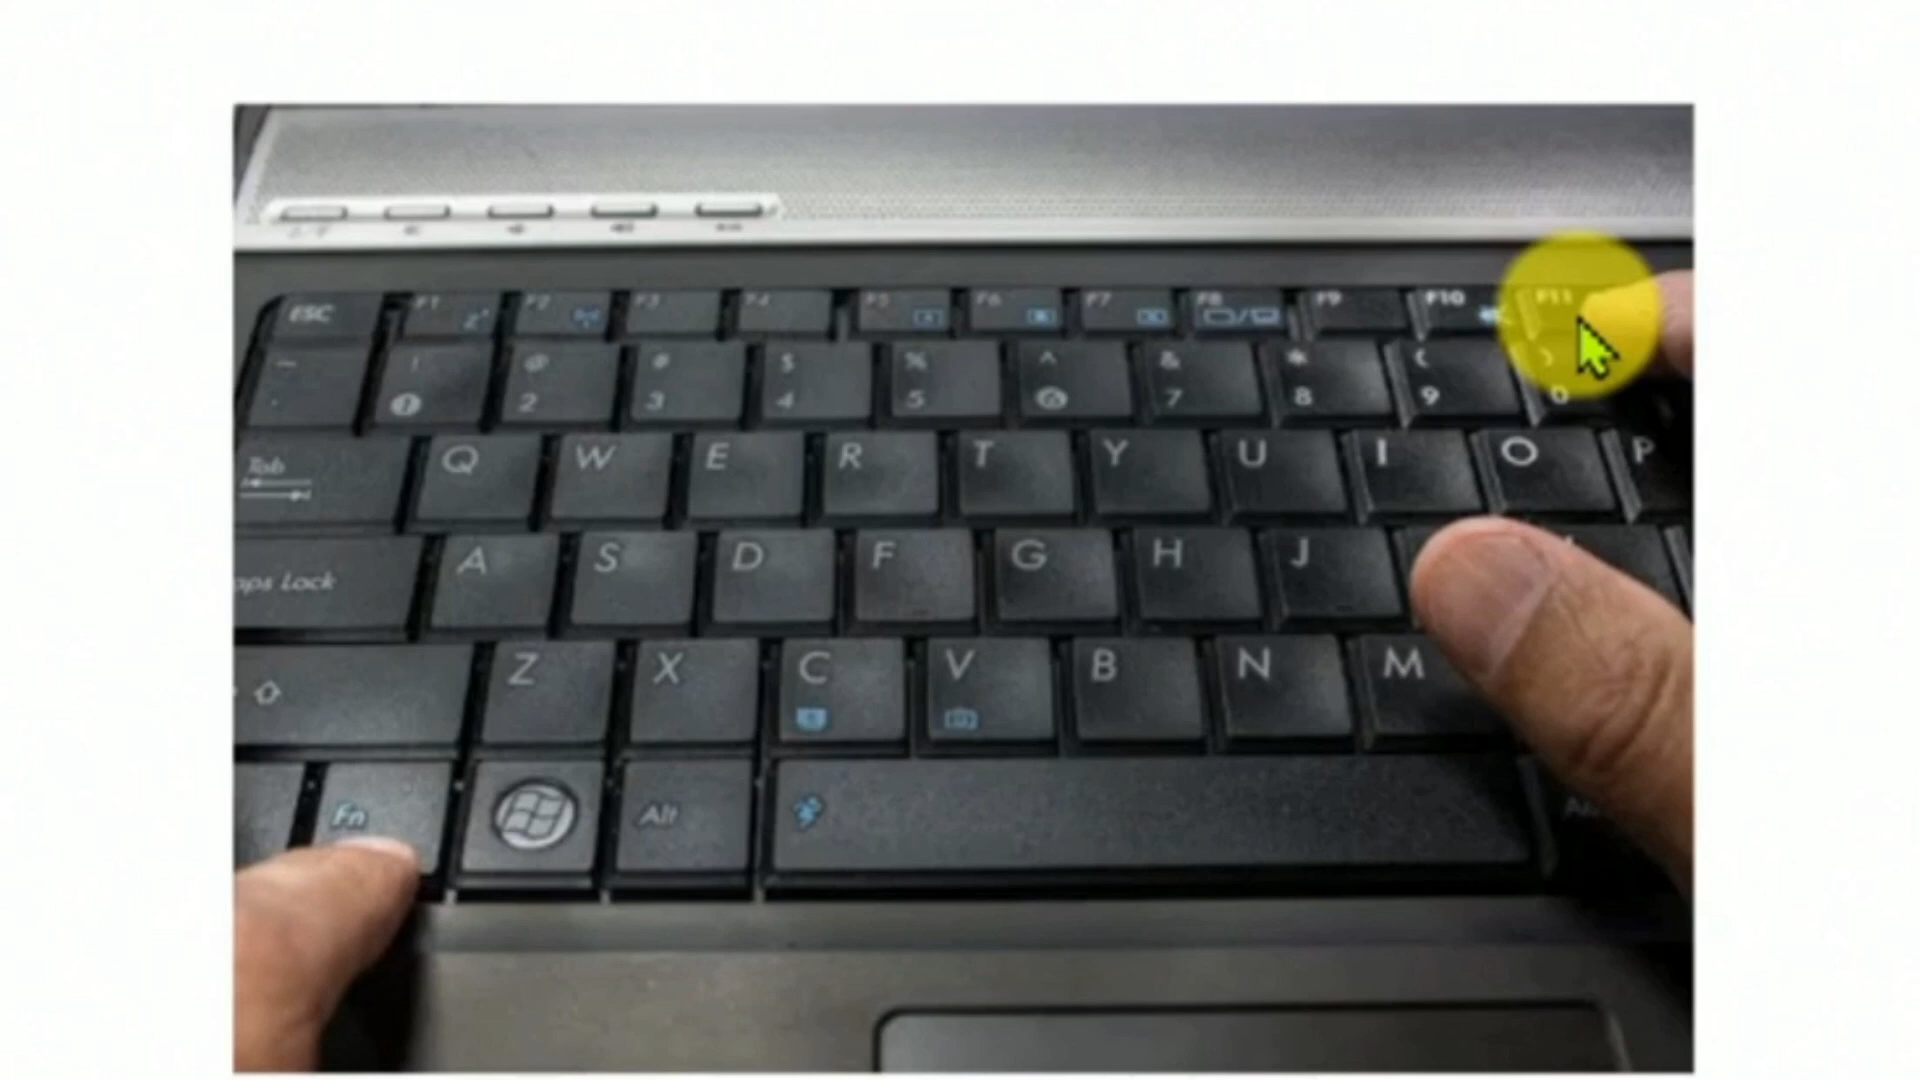 ESC F1 F2 F3 F4 F5 F6 F7 F8 F9 F10 F11
~ ! @ # $ % ^ & * ( )
2 3 4 5 7 8 9 0
Tab Q W E R T Y U I O P
aps Lock A S D F G H J
Z X C V B N M
Fn Alt